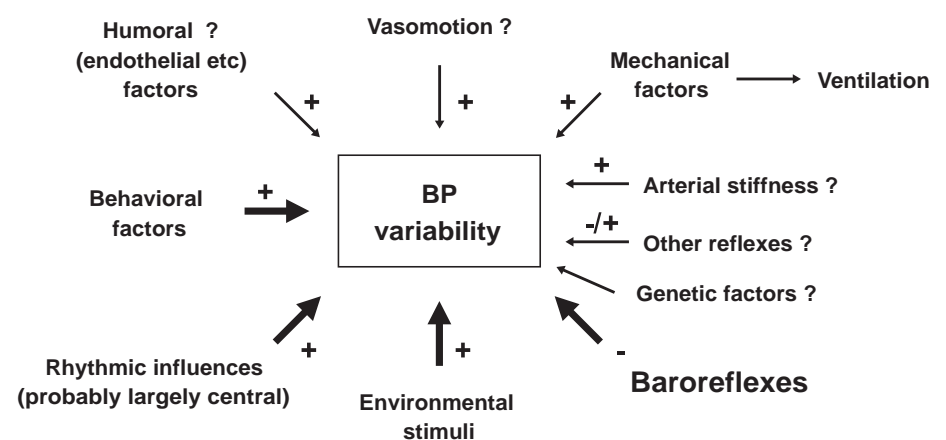 Humoral ?
(endothelial etc)
factors
+
Vasomotion ?
+
Mechanical
factors
+
Ventilation
Behavioral
factors
+
BP
variability
+
Arterial stiffness ?
-/+
Other reflexes ?
Genetic factors ?
Rhythmic influences
(probably largely central)
+
Environmental
stimuli
+
-
Baroreflexes